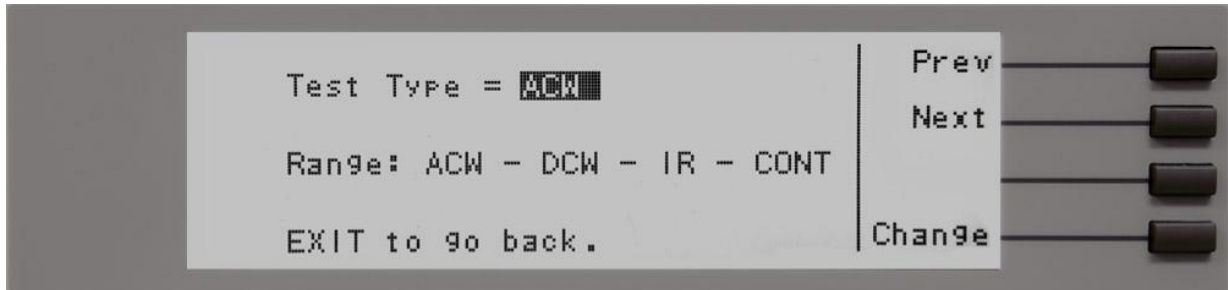 Test Type = ACW
Range: ACW - DCW - IR - CONT
EXIT to go back.
Prev
Next
Change